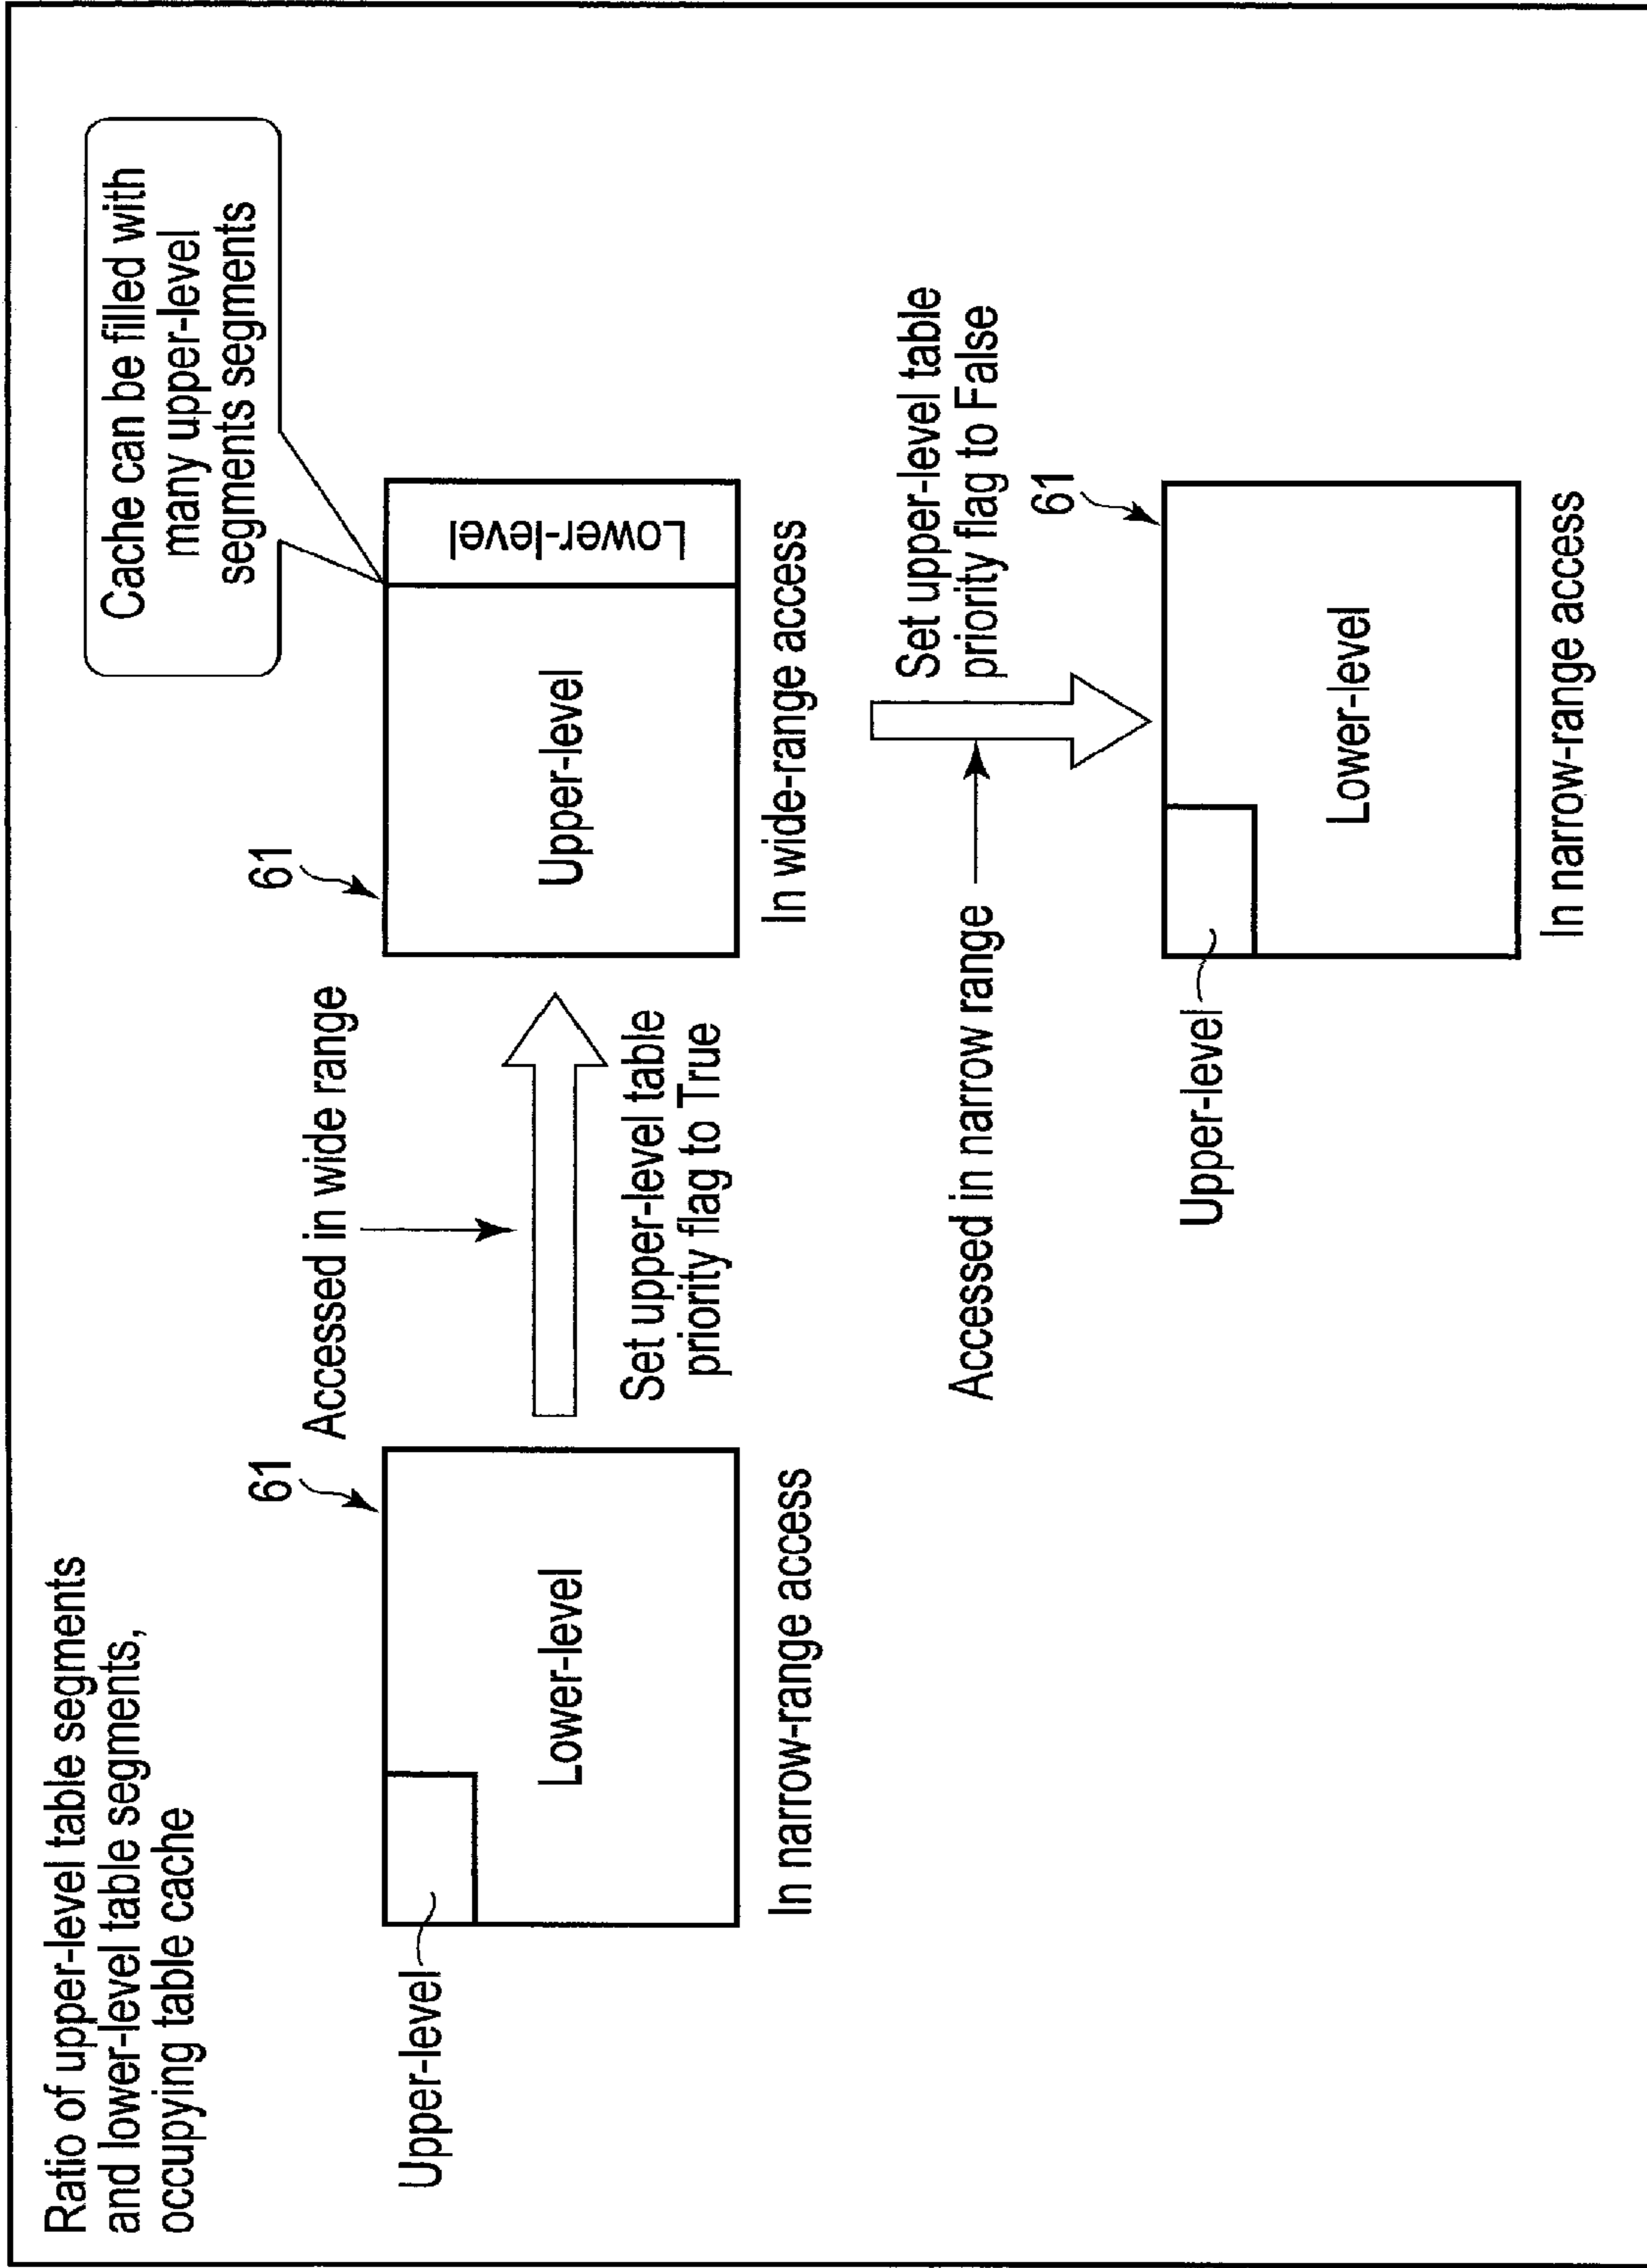 Ratio of upper-level table segments
and lower-level table segments,
occupying table cache
Cache can be filled with
many upper-level
segments segments
61
Accessed in wide range
61
Upper-level
Lower-level
Upper-level
Lower-level
Set upper-level table
priority flag to True
In narrow-range access
In wide-range access
Set upper-level table
priority flag to False
Accessed in narrow range
61
Upper-level
Lower-level
In narrow-range access